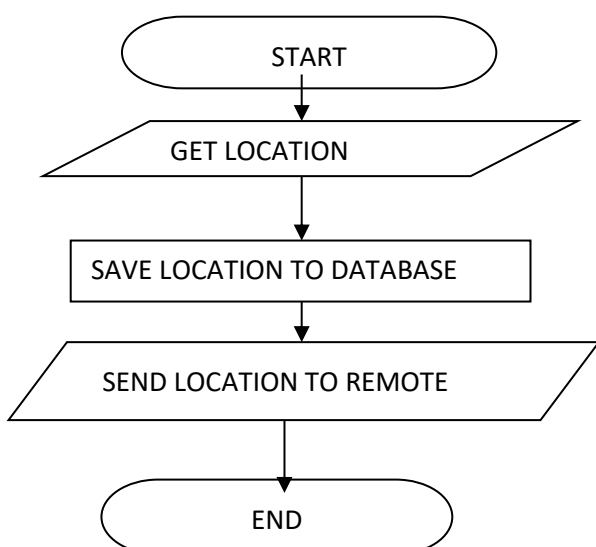 START
GET LOCATION
SAVE LOCATION TO DATABASE
SEND LOCATION TO REMOTE
END